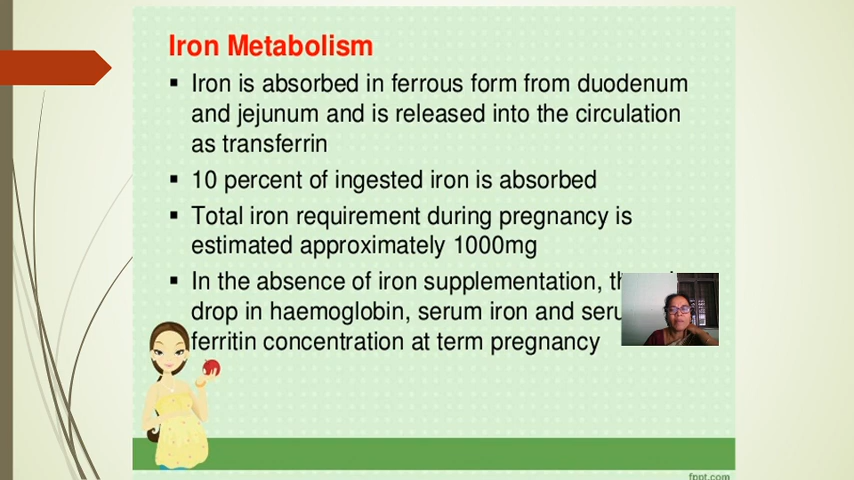 Iron Metabolism
▪ Iron is absorbed in ferrous form from duodenum
and jejunum and is released into the circulation
as transferrin
▪ 10 percent of ingested iron is absorbed
▪ Total iron requirement during pregnancy is
estimated approximately 1000mg
▪ In the absence of iron supplementation,
drop in haemoglobin, serum iron and
ferritin concentration at term pregnancy
fppt.com